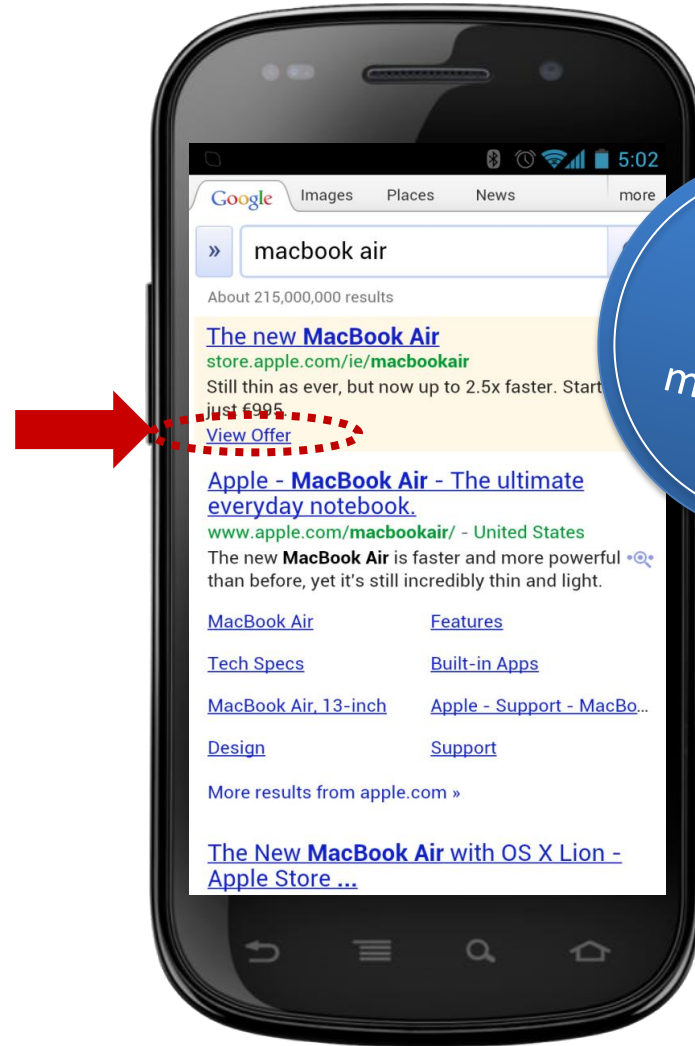 5:02
Google Images Places News more
» macbook air
About 215,000,000 results
The new MacBook Air
store.apple.com/ie/macbookair
Still thin as ever, but now up to 2.5x faster. Start
just €995.
View Offer
Apple - MacBook Air - The ultimate
everyday notebook.
www.apple.com/macbookair/ - United States
The new MacBook Air is faster and more powerful
than before, yet it's still incredibly thin and light.
MacBook Air Features
Tech Specs Built-in Apps
MacBook Air, 13-inch Apple - Support - MacBo...
Design Support
More results from apple.com »
The New MacBook Air with OS X Lion -
Apple Store ...